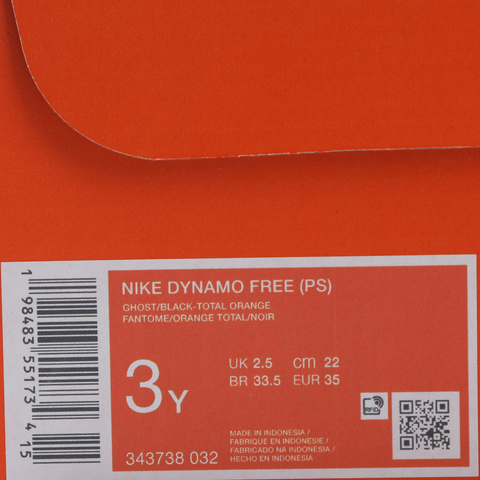 NIKE DYNAMO FREE (PS)
GHOST/BLACK-TOTAL ORANGE
FANTOME/ORANGE TOTAL/NOIR
3Y
UK 2.5 cm 22
BR 33.5 EUR 35
RFID
343738 032
MADE IN INDONESIA /
FABRIQUE EN INDONESIE /
FABRICADO NA INDONÉSIA /
HECHO EN INDONESIA
1 98483 55173 4 15